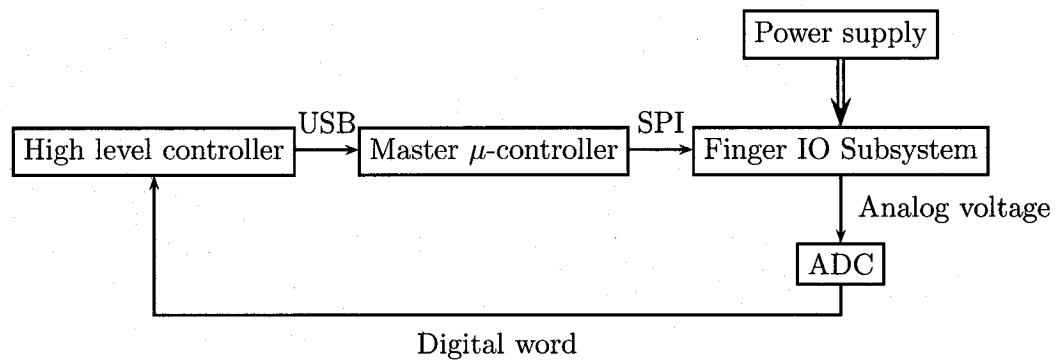 Power supply
USB
SPI
High level controller
Master μ-controller
Finger IO Subsystem
Analog voltage
ADC
Digital word